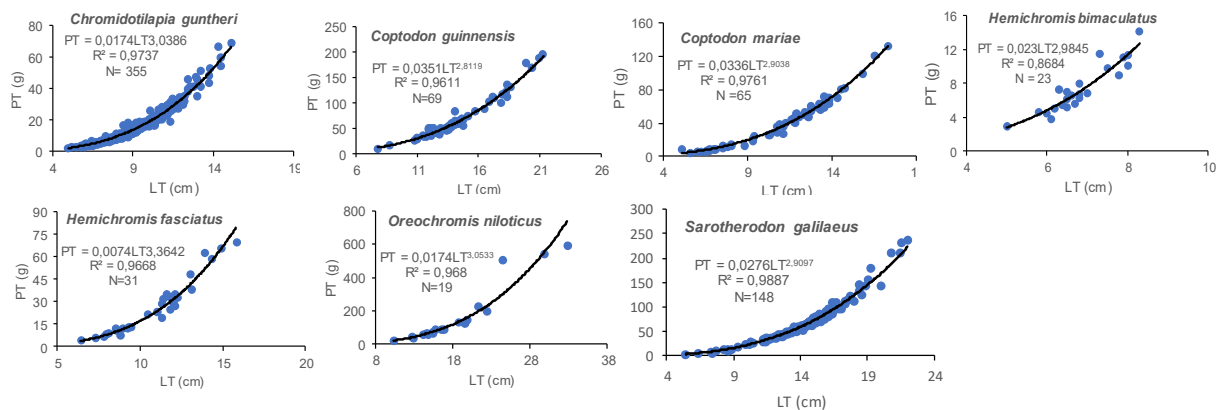 Chromidotilapia guntheri
PT = 0,0174LT3,0386
R² = 0,9737
N= 355
PT (g)
80
60
40
20
0
9
14
19
LT (cm)
Coptodon guinnensis
PT = 0,0351LT2,8119
R² = 0,9611
N=69
PT (g)
250
200
150
100
50
0
6
11
16
21
26
LT (cm)
Coptodon mariae
PT = 0,0336LT2,9038
R² = 0,9761
N =65
PT (g)
160
120
80
40
0
4
9
14
1
LT (cm)
Hemichromis bimaculatus
PT = 0,023LT2,9845
R² = 0,8684
N = 23
PT (g)
16
12
8
4
0
4
6
8
10
LT (cm)
Hemichromis fasciatus
PT = 0,0074LT3,3642
R² = 0,9668
N=31
PT (g)
90
75
60
45
30
15
0
5
10
15
20
LT (cm)
Oreochromis niloticus
PT = 0,0174LT3,0533
R² = 0,968
N=19
PT (g)
800
600
400
200
0
8
18
28
38
LT (cm)
Sarotherodon galilaeus
PT = 0,0276LT2,9097
R² = 0,9887
N=148
PT (g)
300
250
200
150
100
50
0
4
9
14
19
24
LT (cm)